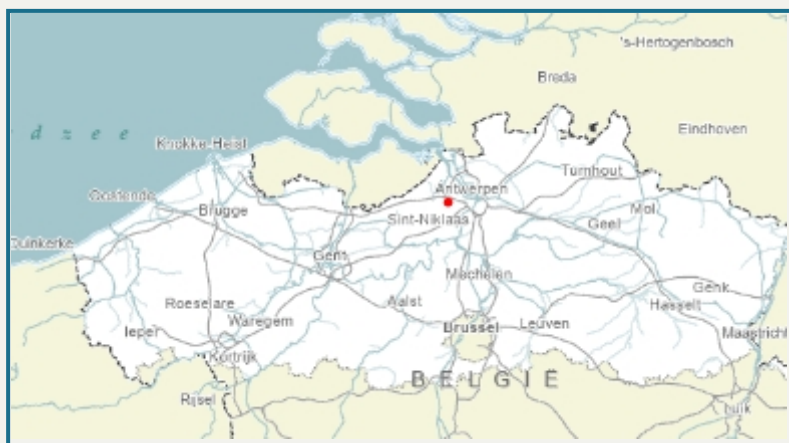 's-Hertogenbosch
Breda
Eindhoven
d z e e
Knokke-Heist
Turnhout
Antwerpen
Oostende
Mol
Brugge
Sint-Niklaas
Geel
Duinkerke
Gent
Mechelen
Genk
Roeselare
Aalst
Hasselt
Waregem
Ieper
Brussel
Leuven
Maastricht
Kortrijk
BELGIË
Rijsel
Luik